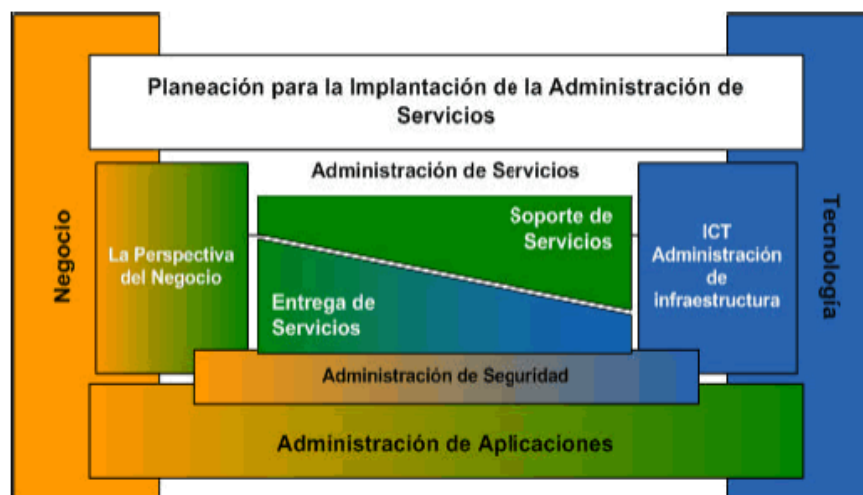 Planeación para la Implantación de la Administración de
Servicios
Administración de Servicios
Negocio
La Perspectiva
del Negocio
Soporte de
Servicios
Entrega de
Servicios
ICT
Administración
de
infraestructura
Tecnología
Administración de Seguridad
Administración de Aplicaciones